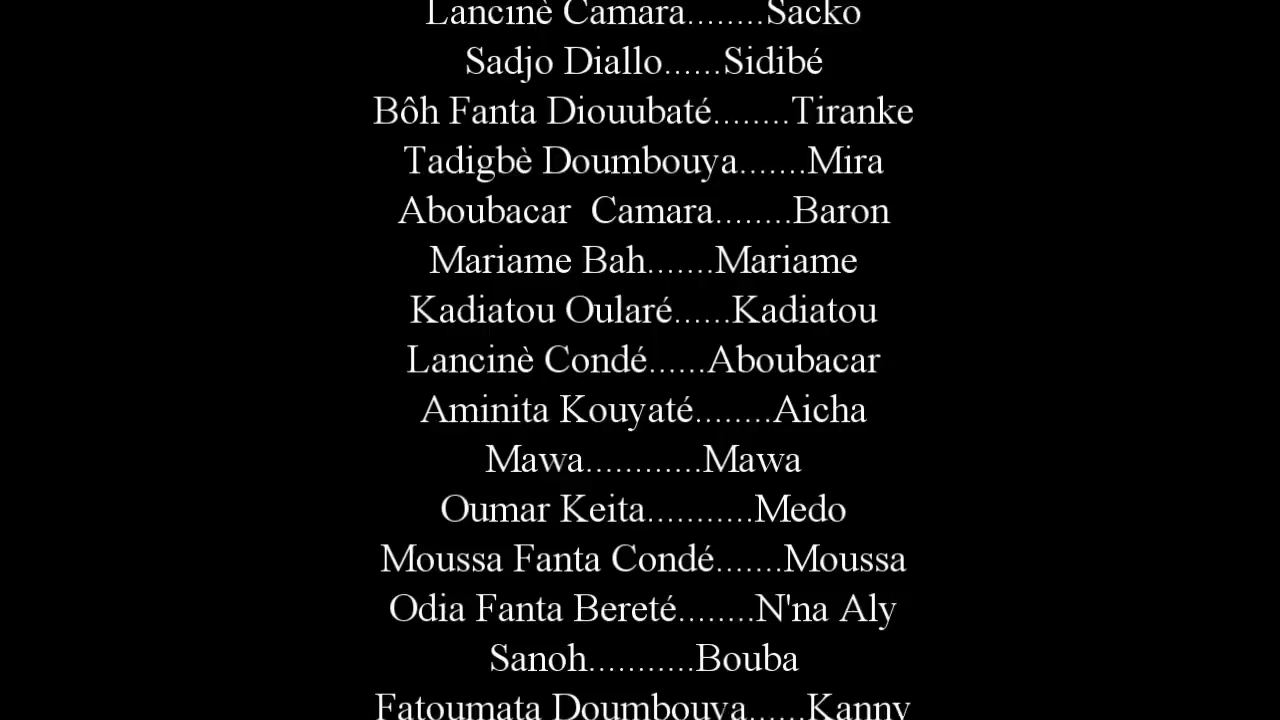 Lancinè Camara........Sacko
Sadjo Diallo......Sidibé
Bôh Fanta Diouubaté........Tiranke
Tadigbè Doumbouya.......Mira
Aboubacar  Camara........Baron
Mariame Bah.......Mariame
Kadiatou Oularé......Kadiatou
Lancinè Condé......Aboubacar
Aminita Kouyaté........Aicha
Mawa............Mawa
Oumar Keita...........Medo
Moussa Fanta Condé.......Moussa
Odia Fanta Bereté........N'na Aly
Sanoh...........Bouba
Fatoumata Doumbouya......Kanny